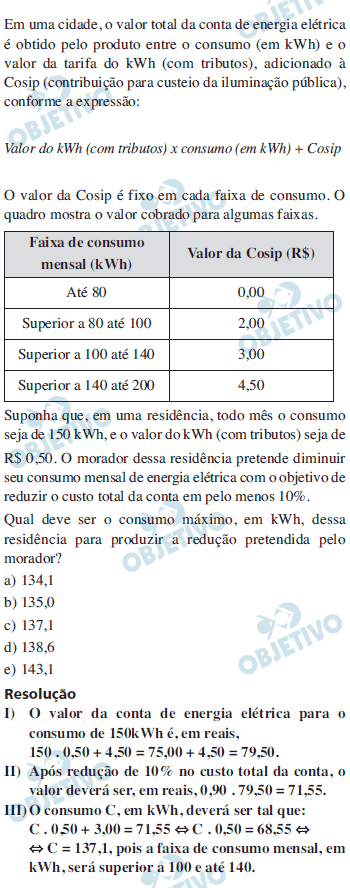 Em uma cidade, o valor total da conta de energia elétrica
é obtido pelo produto entre o consumo (em kWh) e o
valor da tarifa do kWh (com tributos), adicionado à
Cosip (contribuição para custeio da iluminação pública),
conforme a expressão:
Valor do kWh (com tributos) x consumo (em kWh) + Cosip
O valor da Cosip é fixo em cada faixa de consumo. O
quadro mostra o valor cobrado para algumas faixas.
Faixa de consumo
mensal (kWh)
Valor da Cosip (R$)
Até 80
0,00
Superior a 80 até 100
2,00
Superior a 100 até 140
3,00
Superior a 140 até 200
4,50
Suponha que, em uma residência, todo mês o consumo
seja de 150 kWh, e o valor do kWh (com tributos) seja de
R$ 0,50. O morador dessa residência pretende diminuir
seu consumo mensal de energia elétrica com o objetivo de
reduzir o custo total da conta em pelo menos 10%.
Qual deve ser o consumo máximo, em kWh, dessa
residência para produzir a redução pretendida pelo
morador?
a) 134,1
b) 135,0
c) 137,1
d) 138,6
e) 143,1
Resolução
I) O valor da conta de energia elétrica para o
consumo de 150kWh é, em reais,
150 . 0,50 + 4,50 = 75,00 + 4,50 = 79,50.
II) Após redução de 10% no custo total da conta, o
valor deverá ser, em reais, 0,90 . 79,50 = 71,55.
III) O consumo C, em kWh, deverá ser tal que:
C . 0,50 + 3,00 = 71,55 ⇔ C . 0,50 = 68,55 ⇔
⇔ C = 137,1, pois a faixa de consumo mensal, em
kWh, será superior a 100 e até 140.
OBJETIVO
OBJETIVO
OBJETIVO
OBJETIVO
OBJETIVO
OBJETIVO
OBJETIVO
OBJETIVO